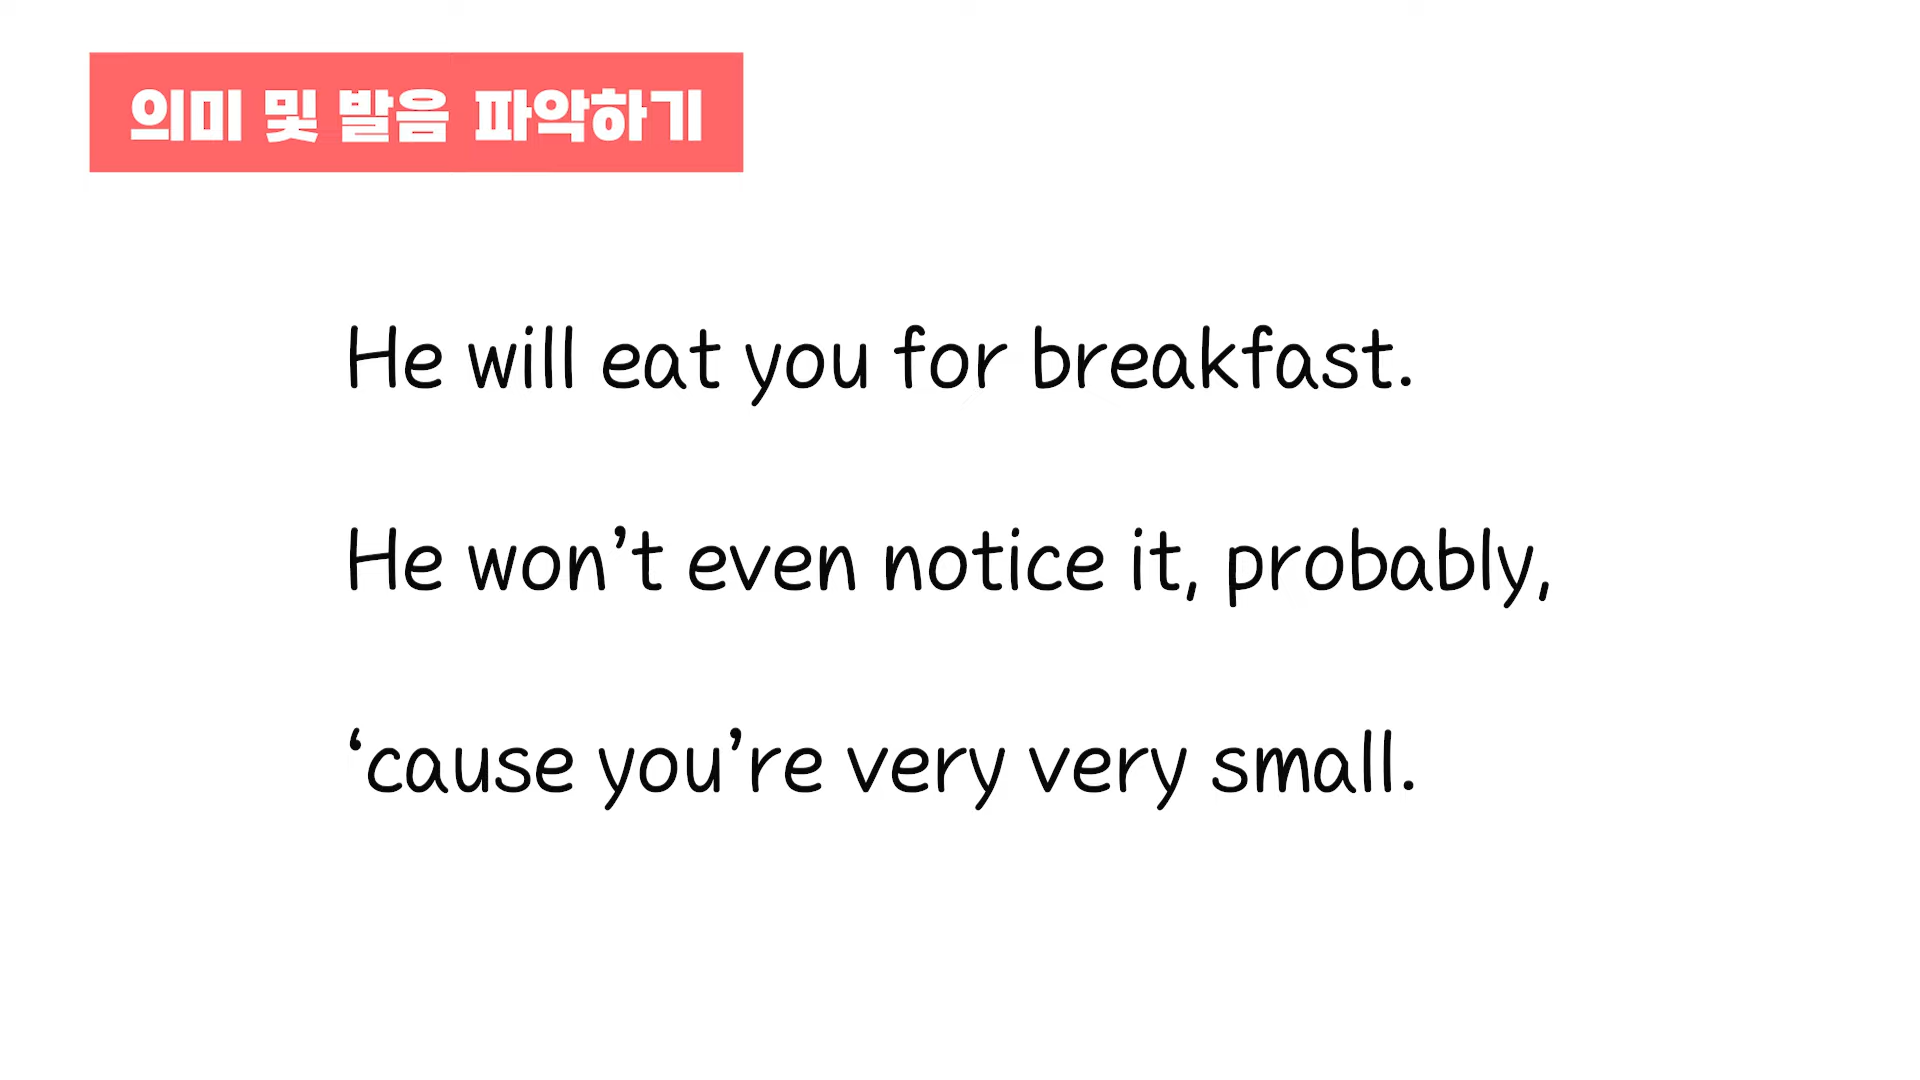 의미 및 발음 파악하기
He will eat you for breakfast.
He won’t even notice it, probably,
‘cause you’re very very small.